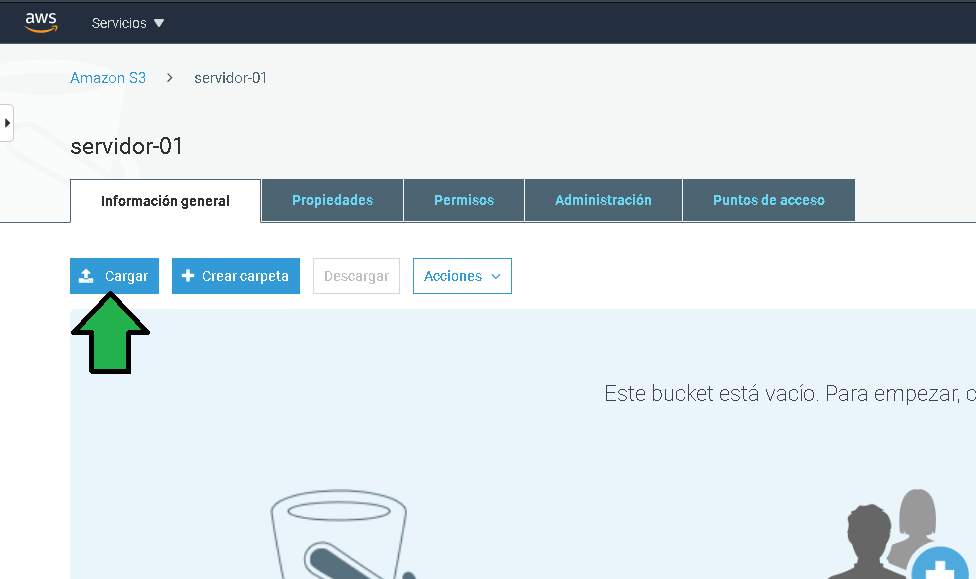 aws Servicios
Amazon S3 > servidor-01
servidor-01
Información general Propiedades Permisos Administración Puntos de acceso
Cargar Crear carpeta Descargar Acciones
Este bucket está vacío. Para empezar, c